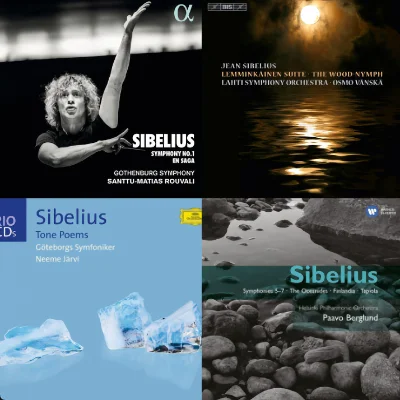 α
SIBELIUS
SYMPHONY NO.1
EN SAGA
GOTHENBURG SYMPHONY
SANTTU-MATIAS ROUVALI
BIS
JEAN SIBELIUS
LEMMINKÄINEN SUITE · THE WOOD-NYMPH
LAHTI SYMPHONY ORCHESTRA · OSMO VÄNSKÄ
RIO
CDs
Sibelius
Tone Poems
Göteborgs Symfoniker
Neeme Järvi
Sibelius
Symphonies 5–7 · The Oceanides · Finlandia · Tapiola
Helsinki Philharmonic Orchestra
Paavo Berglund